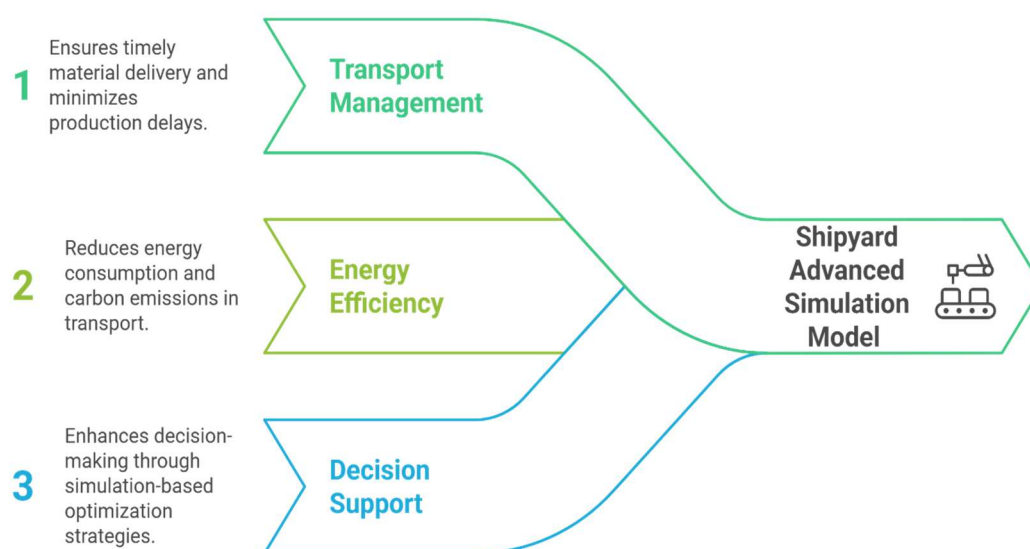 1
Ensures timely
material delivery and
minimizes
production delays.
Transport
Management
2
Reduces energy
consumption and
carbon emissions in
transport.
Energy
Efficiency
3
Enhances decision-
making through
simulation-based
optimization
strategies.
Decision
Support
Shipyard
Advanced
Simulation
Model